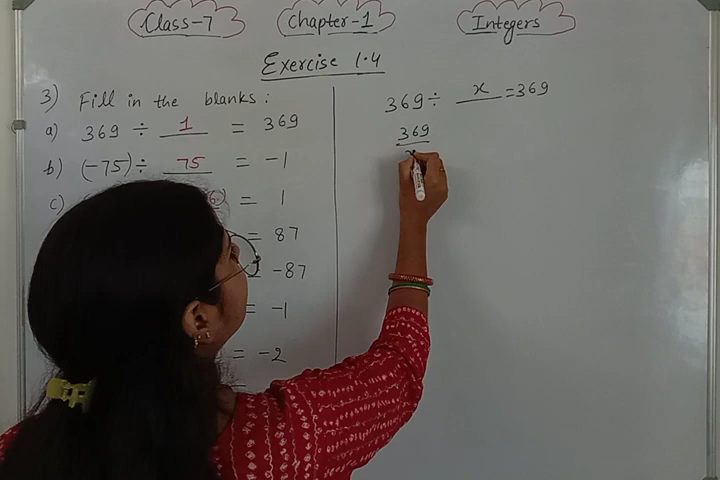 Class-7 Chapter-1 Integers
Exercise 1.4
3) Fill in the blanks :
a) 369 ÷ 1 = 369
b) (-75) ÷ 75 = -1
c) = 1
= 87
= -87
= -1
= -2
=
369 ÷ x = 369
369
x